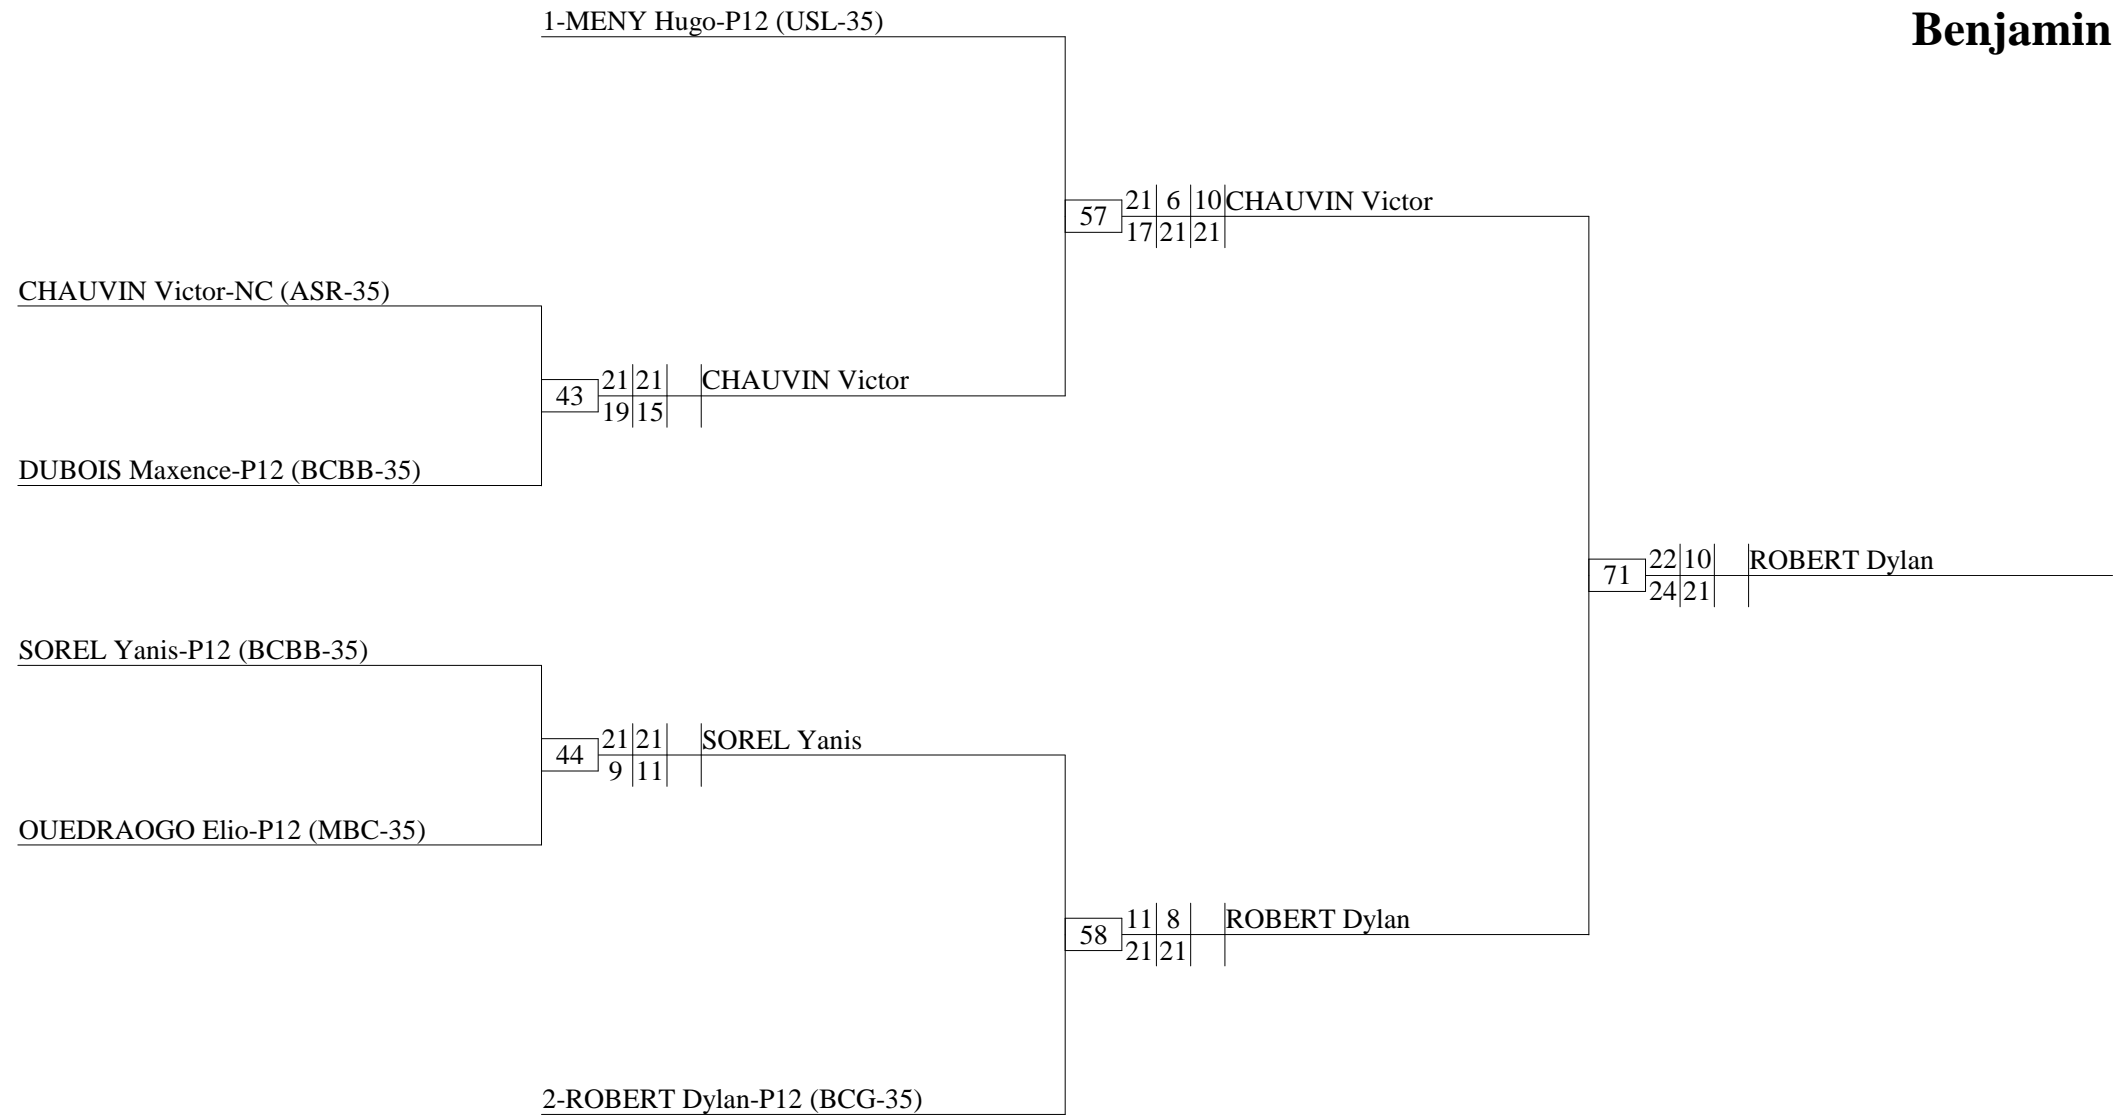 1-MENY Hugo-P12 (USL-35)
Benjamin
21 6 10 CHAUVIN Victor
57
17 21 21
CHAUVIN Victor-NC (ASR-35)
21 21 CHAUVIN Victor
43
19 15
DUBOIS Maxence-P12 (BCBB-35)
22 10 ROBERT Dylan
71
24 21
SOREL Yanis-P12 (BCBB-35)
21 21 SOREL Yanis
44
9 11
OUEDRAOGO Elio-P12 (MBC-35)
11 8 ROBERT Dylan
58
21 21
2-ROBERT Dylan-P12 (BCG-35)